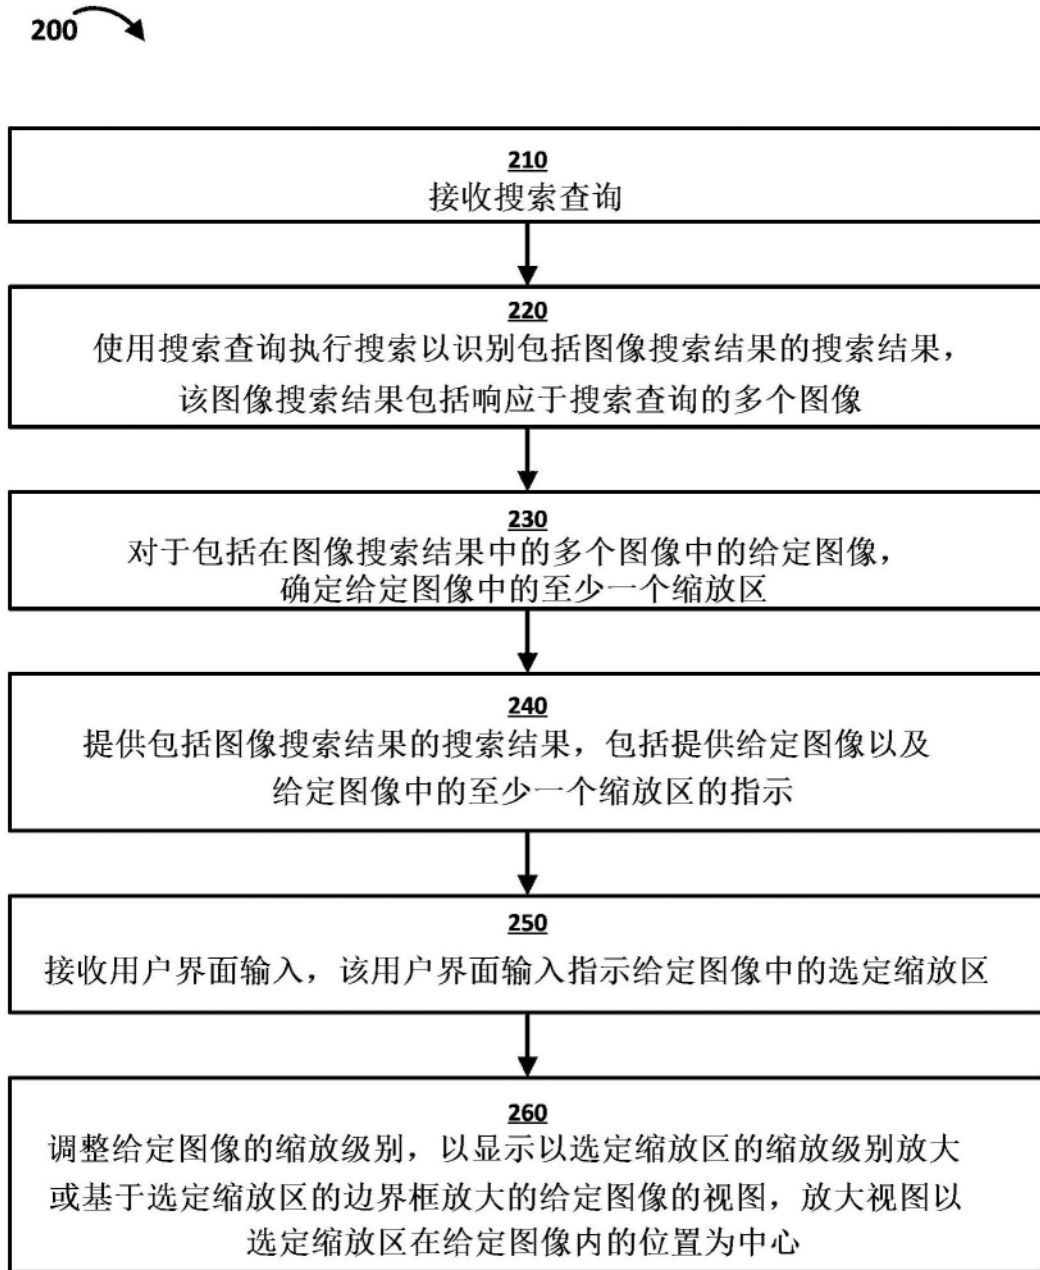 200
210
接收搜索查询
220
使用搜索查询执行搜索以识别包括图像搜索结果的搜索结果，
该图像搜索结果包括响应于搜索查询的多个图像
230
对于包括在图像搜索结果中的多个图像中的给定图像，
确定给定图像中的至少一个缩放区
240
提供包括图像搜索结果的搜索结果，包括提供给定图像以及
给定图像中的至少一个缩放区的指示
250
接收用户界面输入，该用户界面输入指示给定图像中的选定缩放区
260
调整给定图像的缩放级别，以显示以选定缩放区的缩放级别放大
或基于选定缩放区的边界框放大的给定图像的视图，放大视图以
选定缩放区在给定图像内的位置为中心